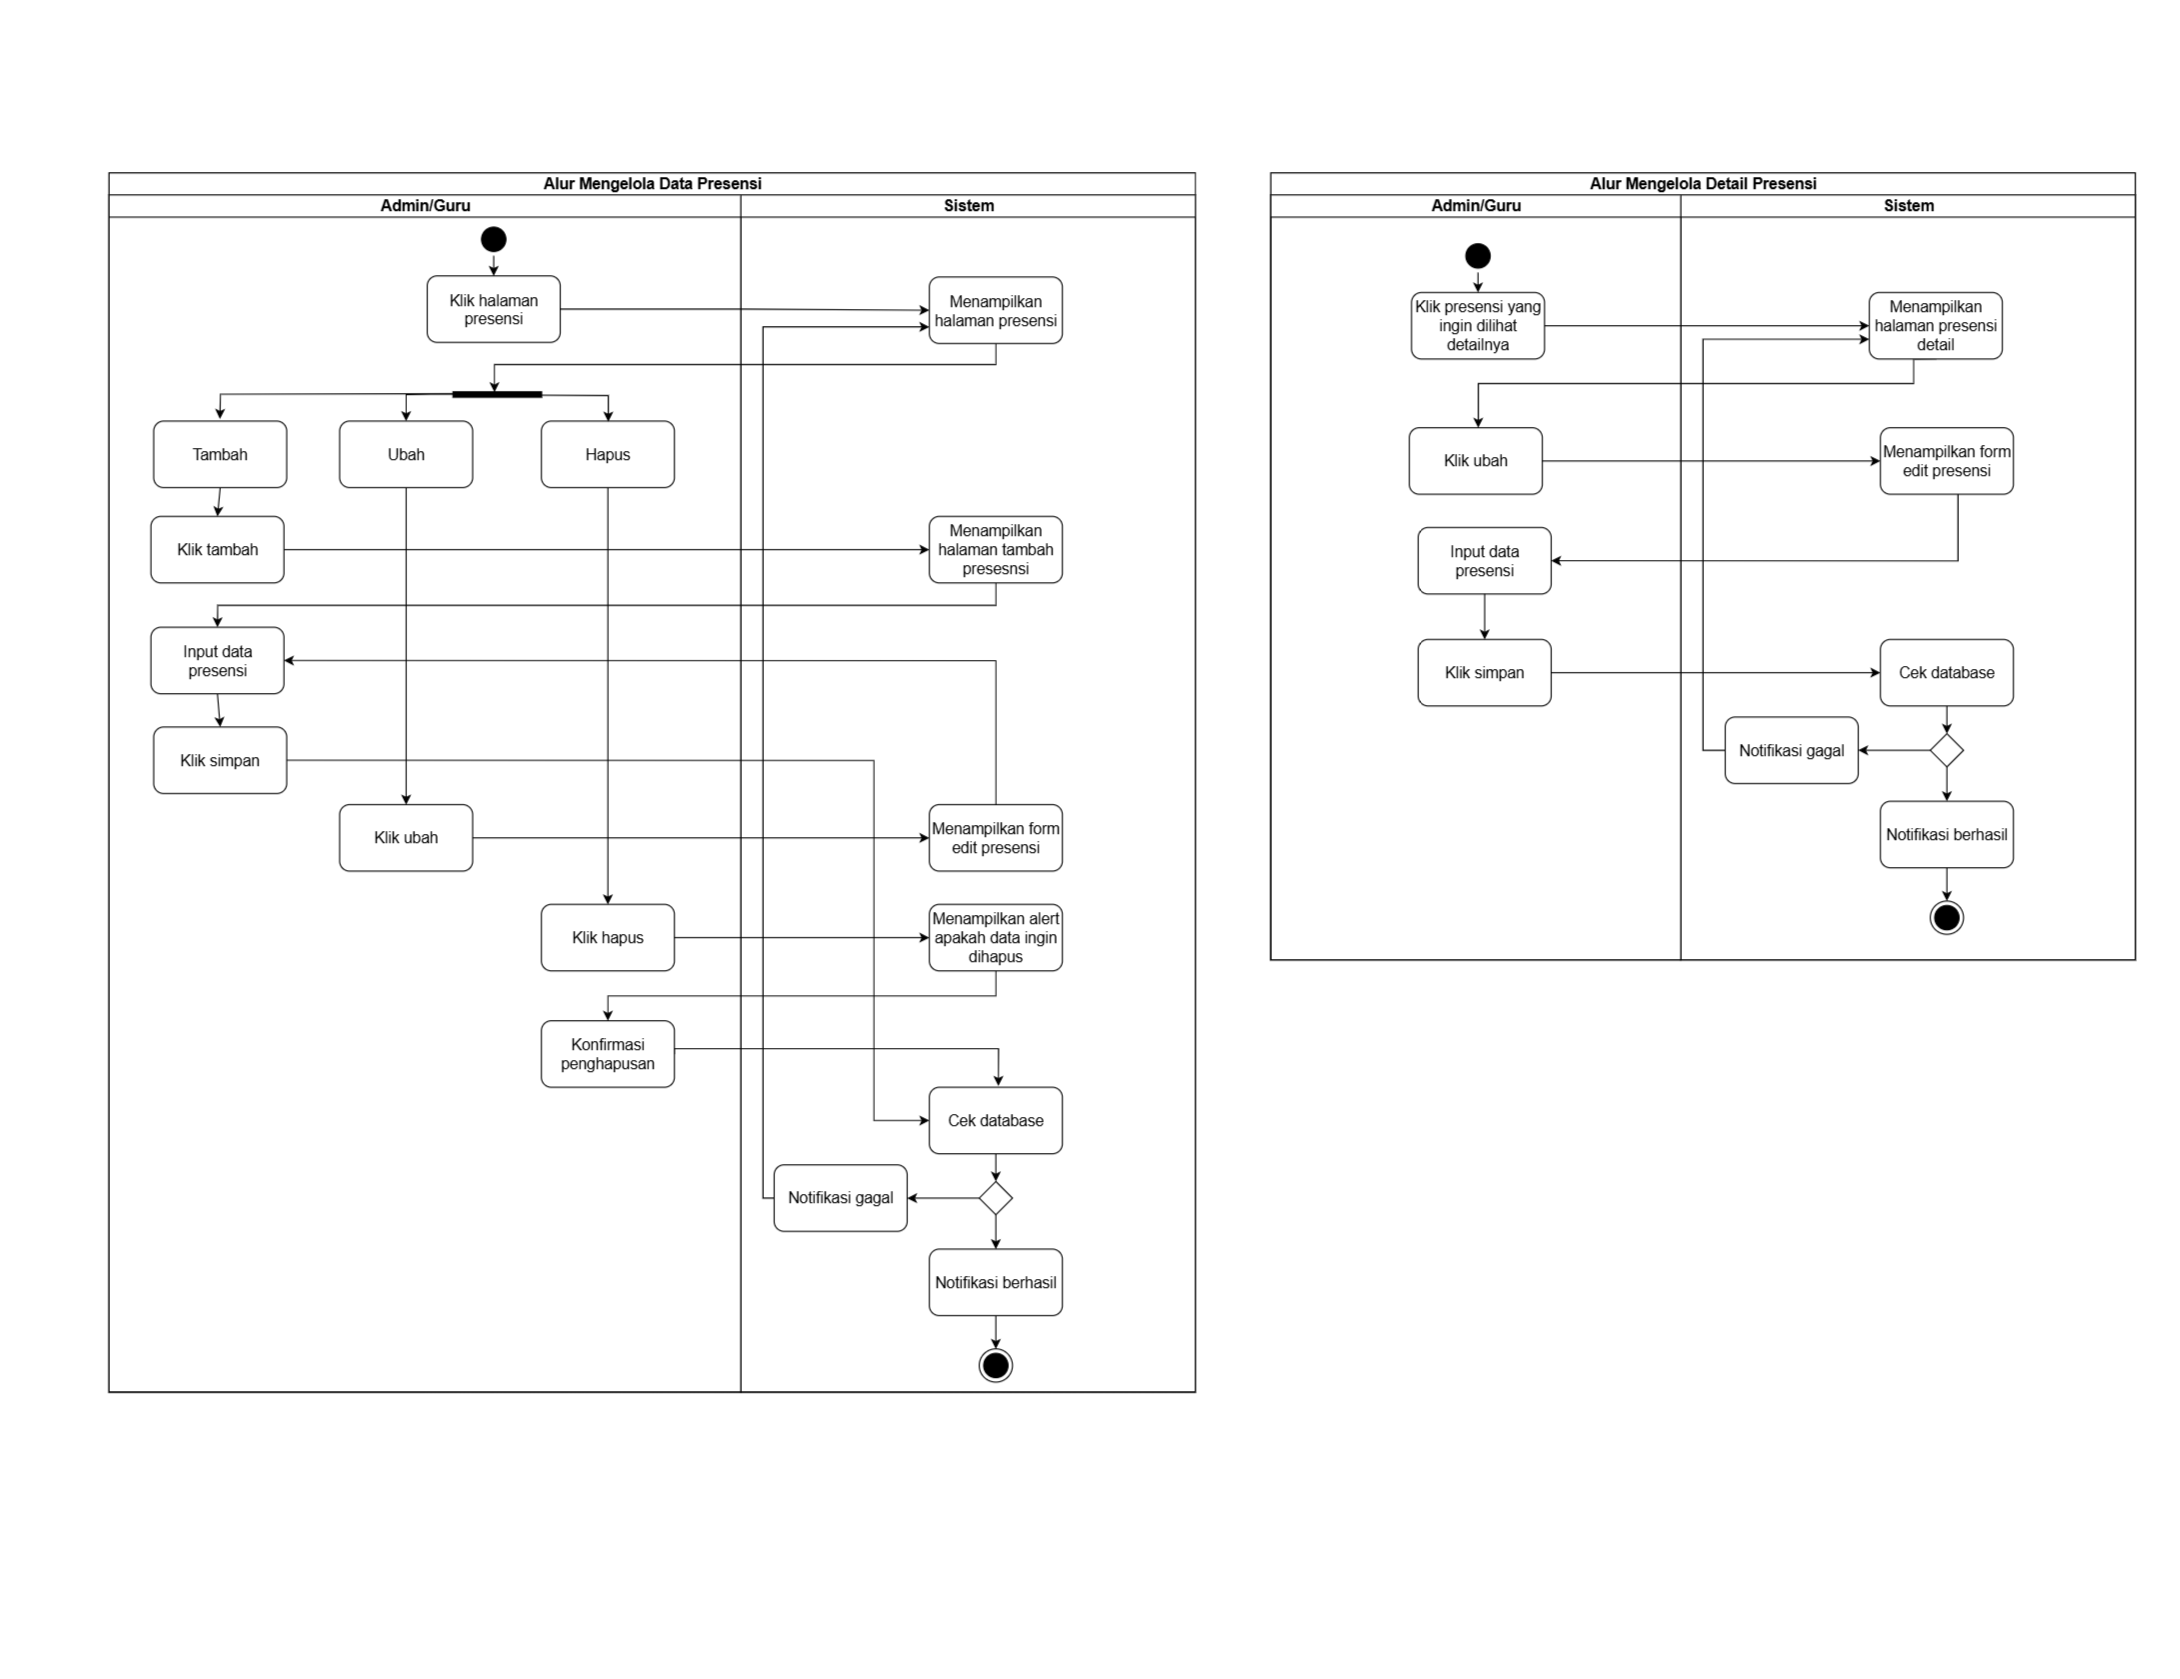 Alur Mengelola Data Presensi
Admin/Guru
Sistem
Klik halaman
presensi
Menampilkan
halaman presensi
Tambah
Ubah
Hapus
Klik tambah
Menampilkan
halaman tambah
presesnsi
Input data
presensi
Klik simpan
Klik ubah
Menampilkan form
edit presensi
Klik hapus
Menampilkan alert
apakah data ingin
dihapus
Konfirmasi
penghapusan
Cek database
Notifikasi gagal
Notifikasi berhasil
Alur Mengelola Detail Presensi
Admin/Guru
Sistem
Klik presensi yang
ingin dilihat
detailnya
Menampilkan
halaman presensi
detail
Klik ubah
Menampilkan form
edit presensi
Input data
presensi
Klik simpan
Cek database
Notifikasi gagal
Notifikasi berhasil